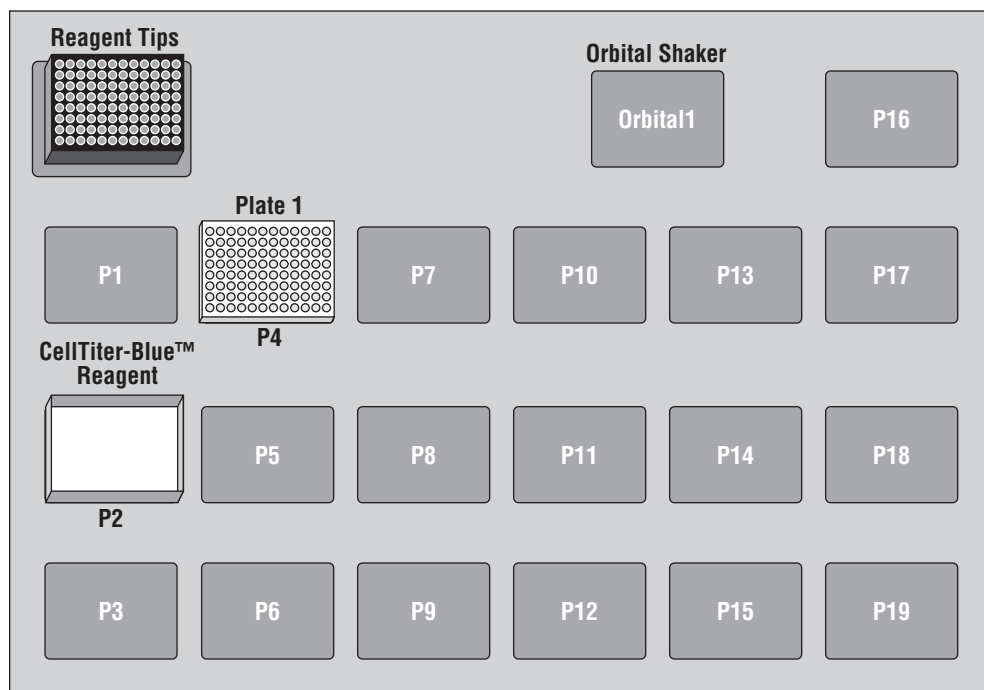 Reagent Tips
Orbital Shaker
Orbital1
P16
Plate 1
P1
P7
P10
P13
P17
P4
CellTiter-Blue™
Reagent
P5
P8
P11
P14
P18
P2
P3
P6
P9
P12
P15
P19